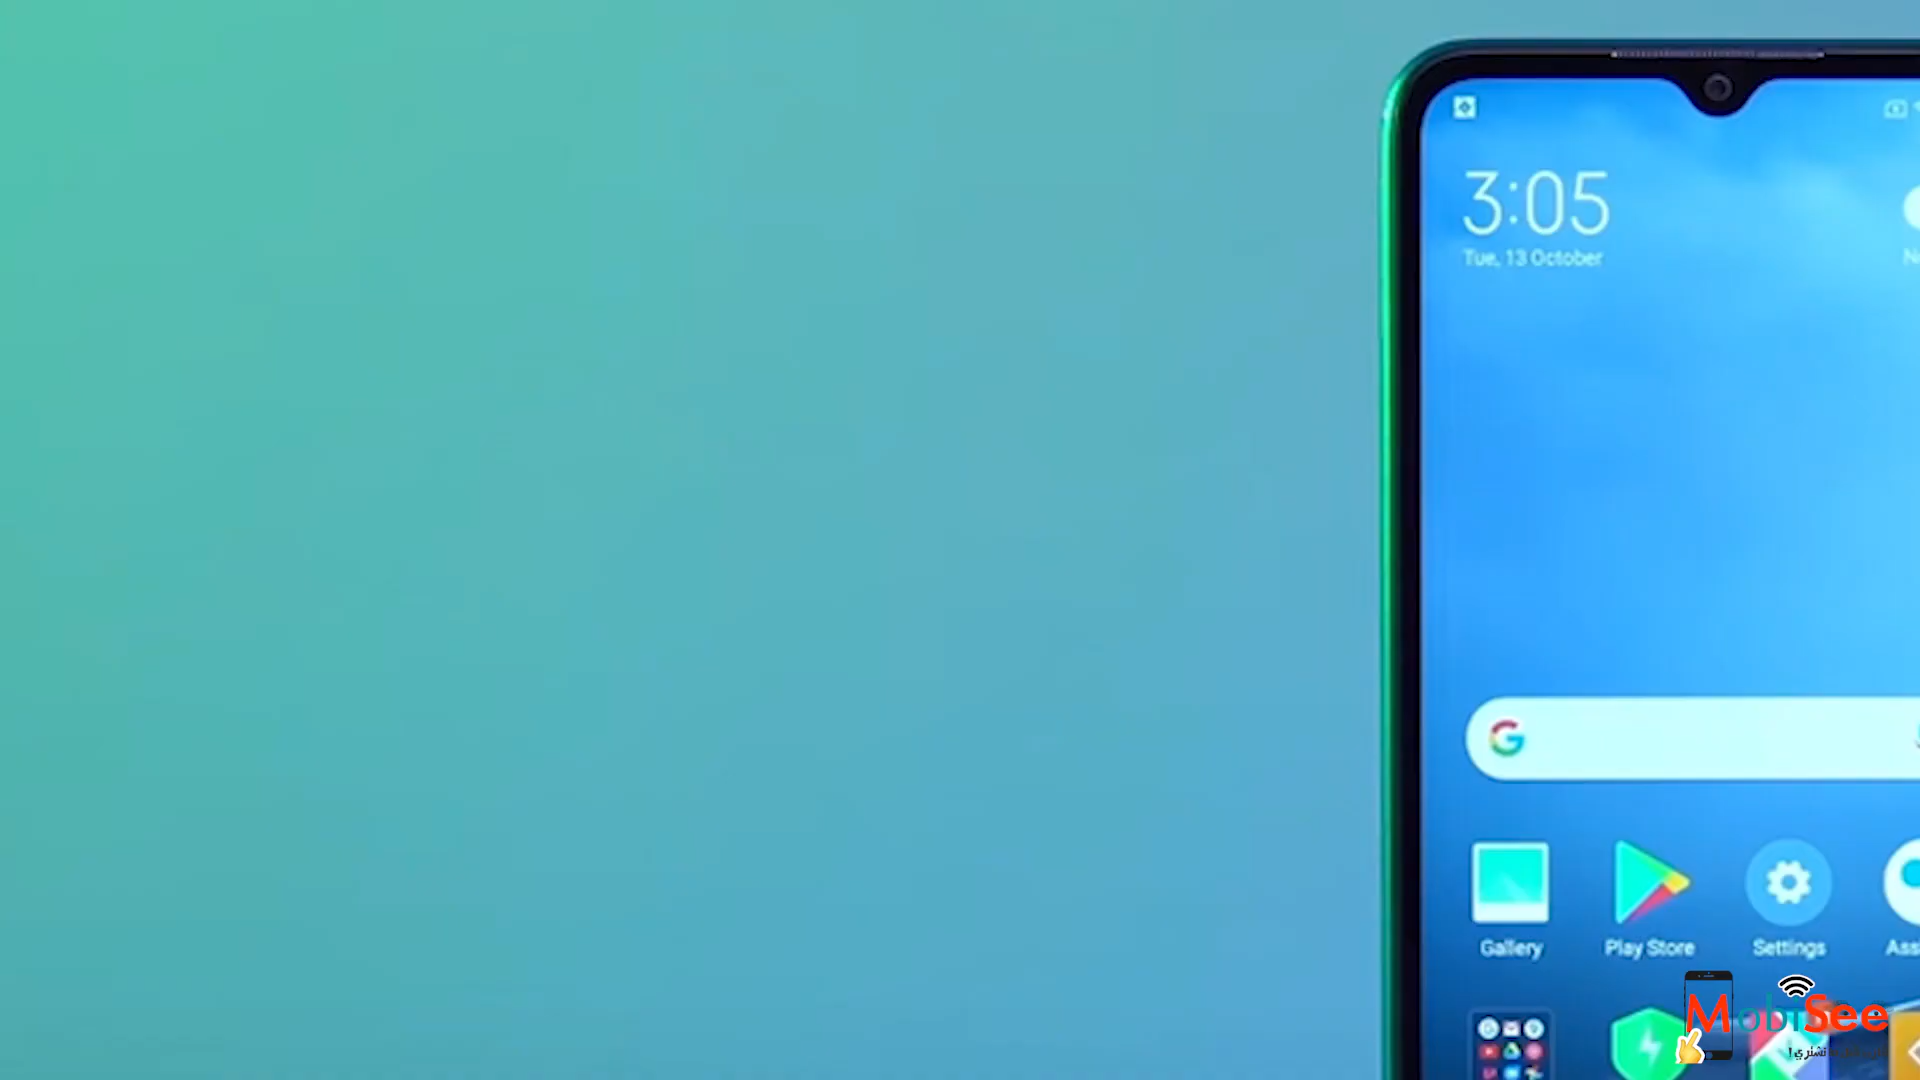 3:05
Tue, 13 October
Gallery
Play Store
Settings
MobiSee